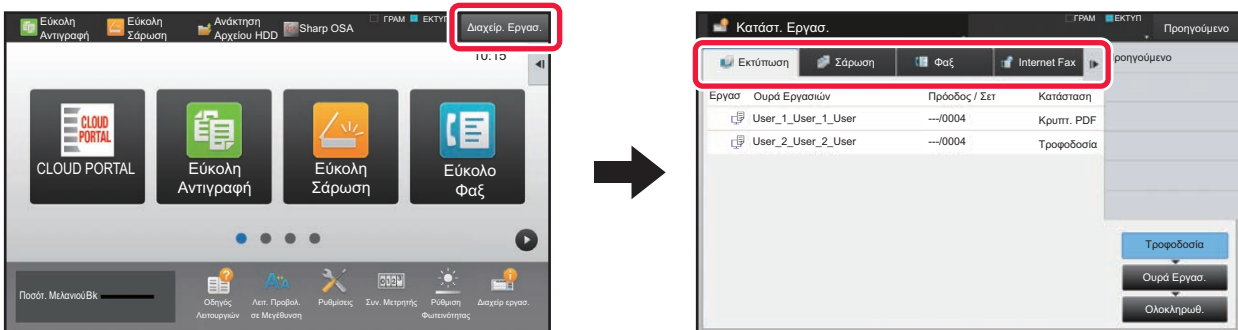 Εύκολη
Αντιγραφή
Εύκολη
Σάρωση
Ανάκτηση
Αρχείου HDD
Sharp OSA
ΓΡΑΜ
ΕΚΤΥΠ
Διαχείρ. Εργασ.
10:15
CLOUD
PORTAL
CLOUD PORTAL
Εύκολη
Αντιγραφή
Εύκολη
Σάρωση
Εύκολο
Φαξ
Ποσότ. ΜελανιούBk
Οδηγός
Λειτουργιών
Λειτ. Προβολ.
σε Μεγέθυνση
Ρυθμίσεις
Συν. Μετρητής
Ρύθμιση
Φωτεινότητας
Διαχείρ εργασ.
Κατάστ. Εργασ.
ΓΡΑΜ
ΕΚΤΥΠ
Προηγούμενο
Εκτύπωση
Σάρωση
Φαξ
Internet Fax
ροηγούμενο
Εργασ Ουρά Εργασιών Πρόοδος / Σετ Κατάσταση
User_1_User_1_User ---/0004 Κρυπτ. PDF
User_2_User_2_User ---/0004 Τροφοδοσία
Τροφοδοσία
Ουρά Εργασ.
Ολοκληρωθ.